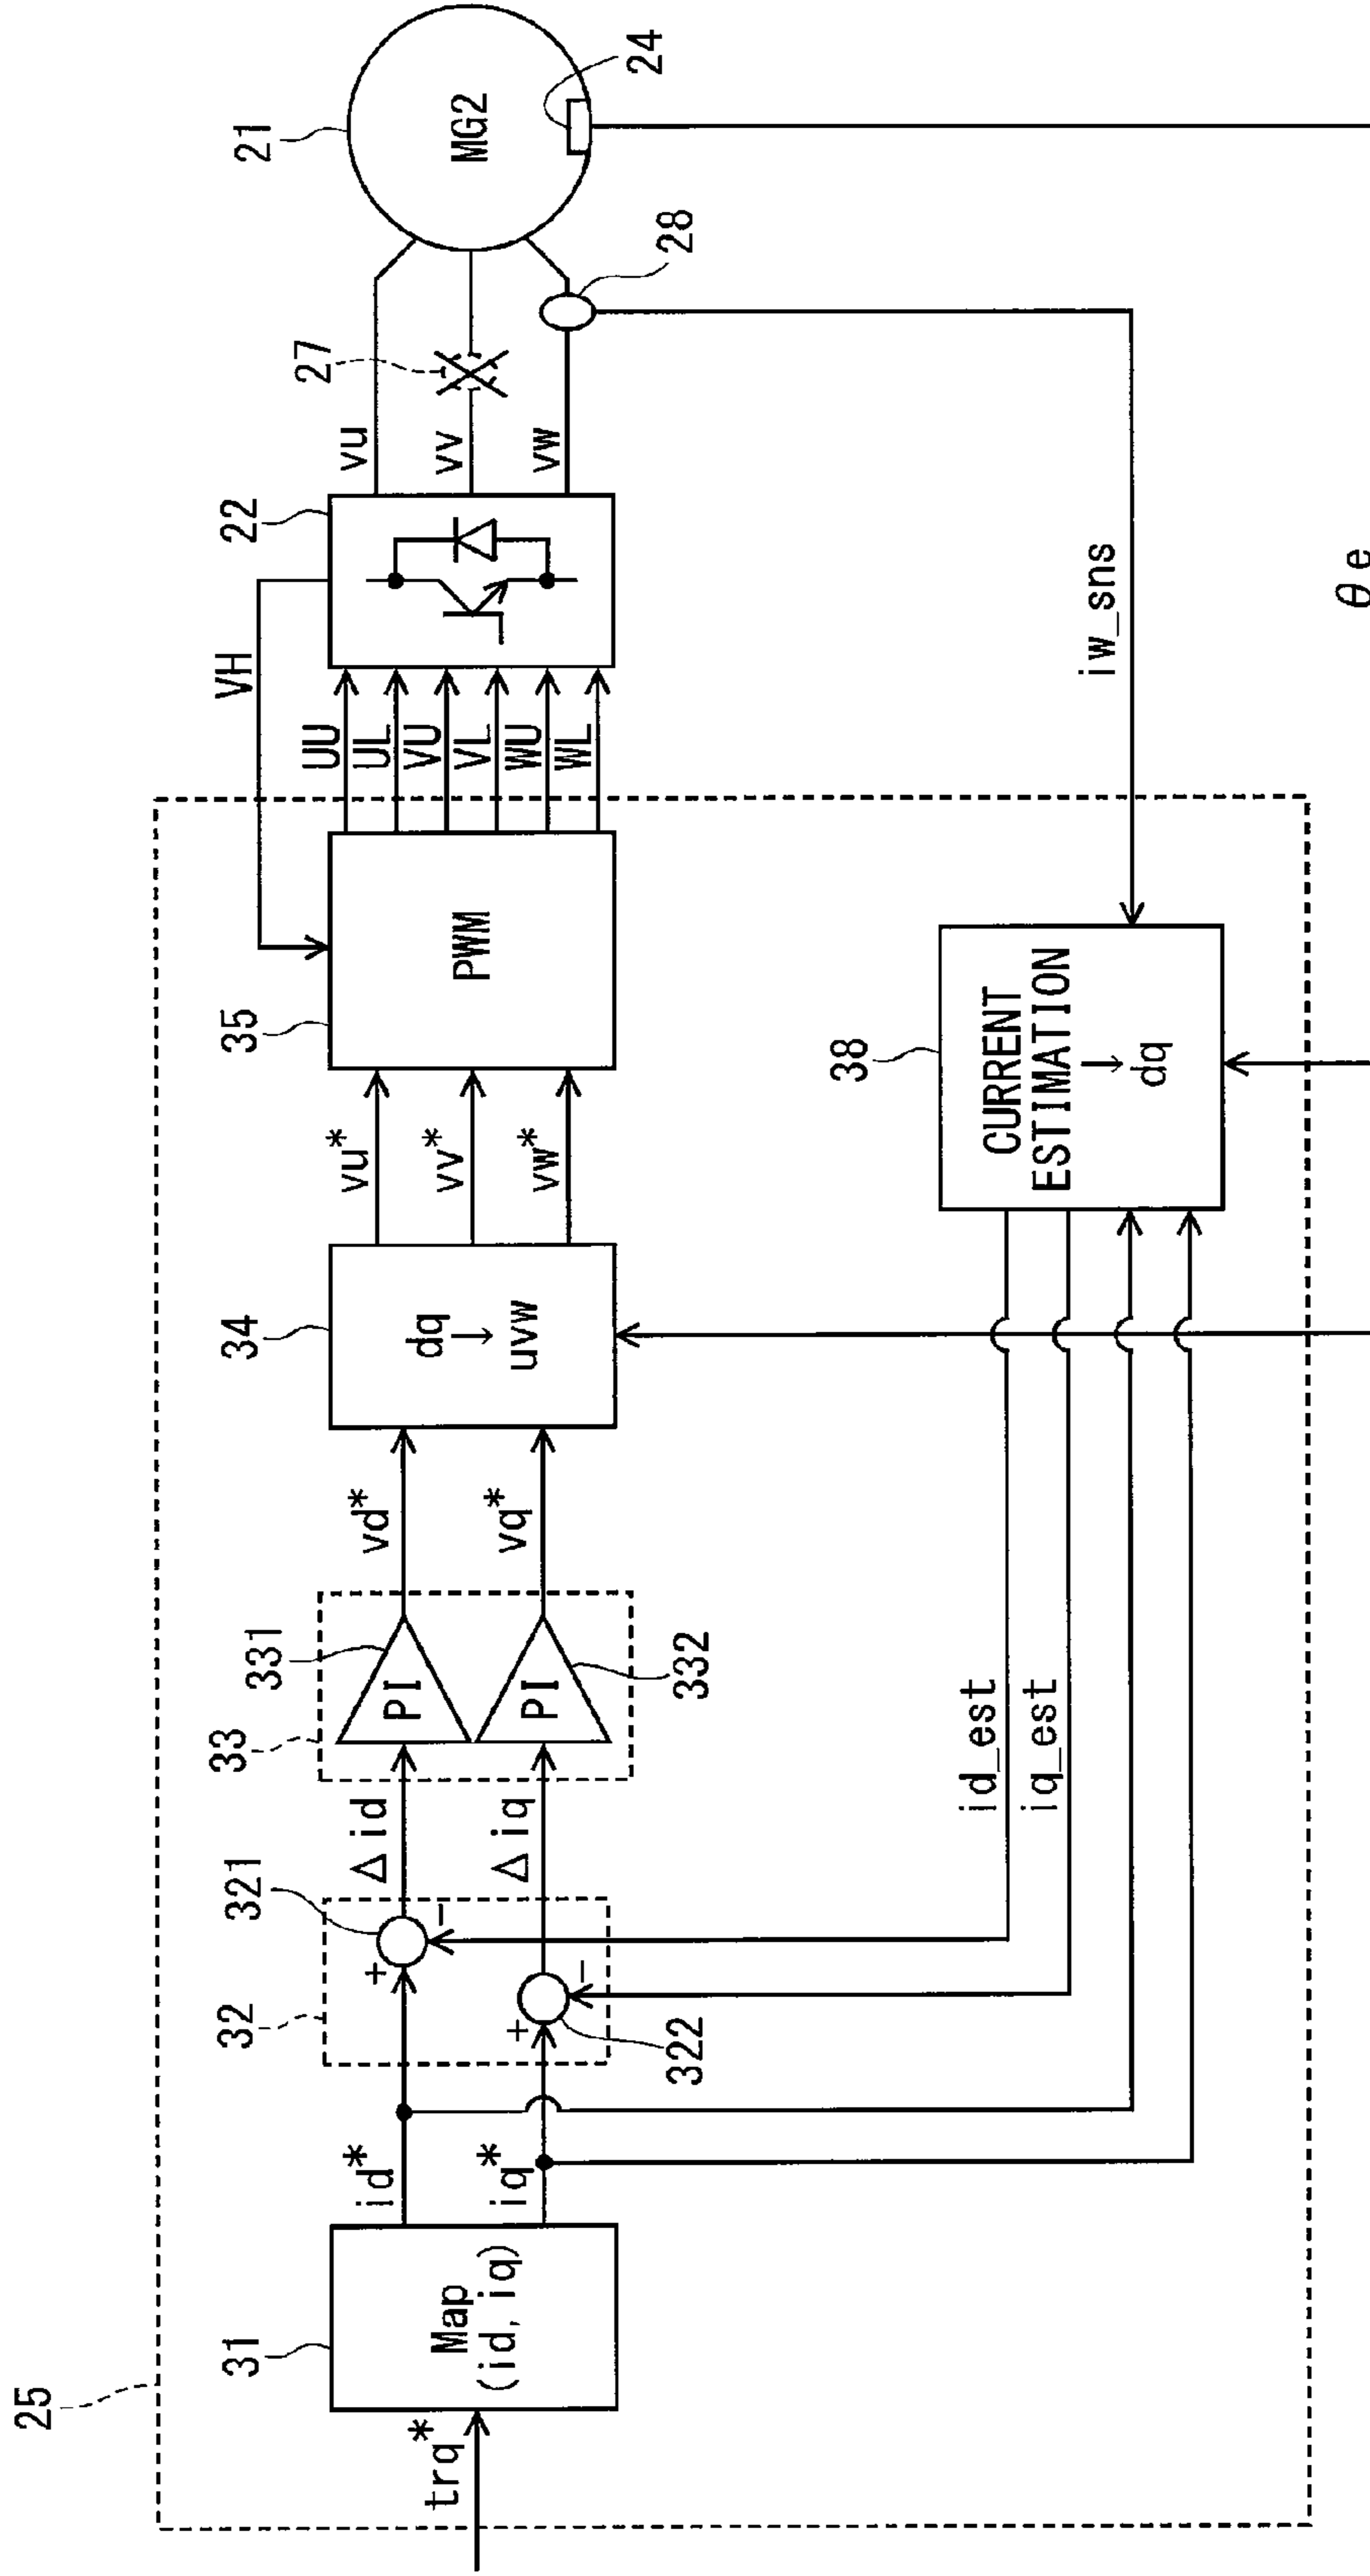 25
trq*
31
Map
(id, iq)
id*
iq*
32
321
322
+
-
+
-
Δid
Δiq
33
331
PI
332
PI
vd*
vq*
34
dq
→
uvw
vu*
vv*
vw*
35
PWM
VH
UU
UL
VU
VL
WU
WL
22
vu
vv
vw
27
28
21
MG2
24
id_est
iq_est
38
CURRENT
ESTIMATION
→
dq
iw_sns
θe